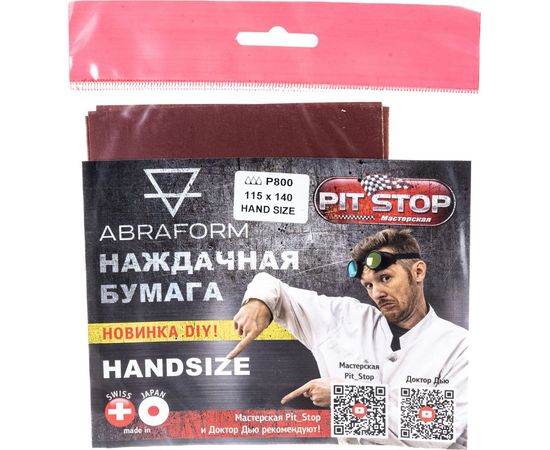 P800
115 x 140
HAND SIZE
PIT STOP
Мастерская
ABRAFORM
НАЖДАЧНАЯ
БУМАГА
НОВИНКА DIY!
HANDSIZE
SWISS
JAPAN
made in
Мастерская
Pit_Stop
Доктор Дью
Мастерская Pit_Stop
и Доктор Дью рекомендуют!